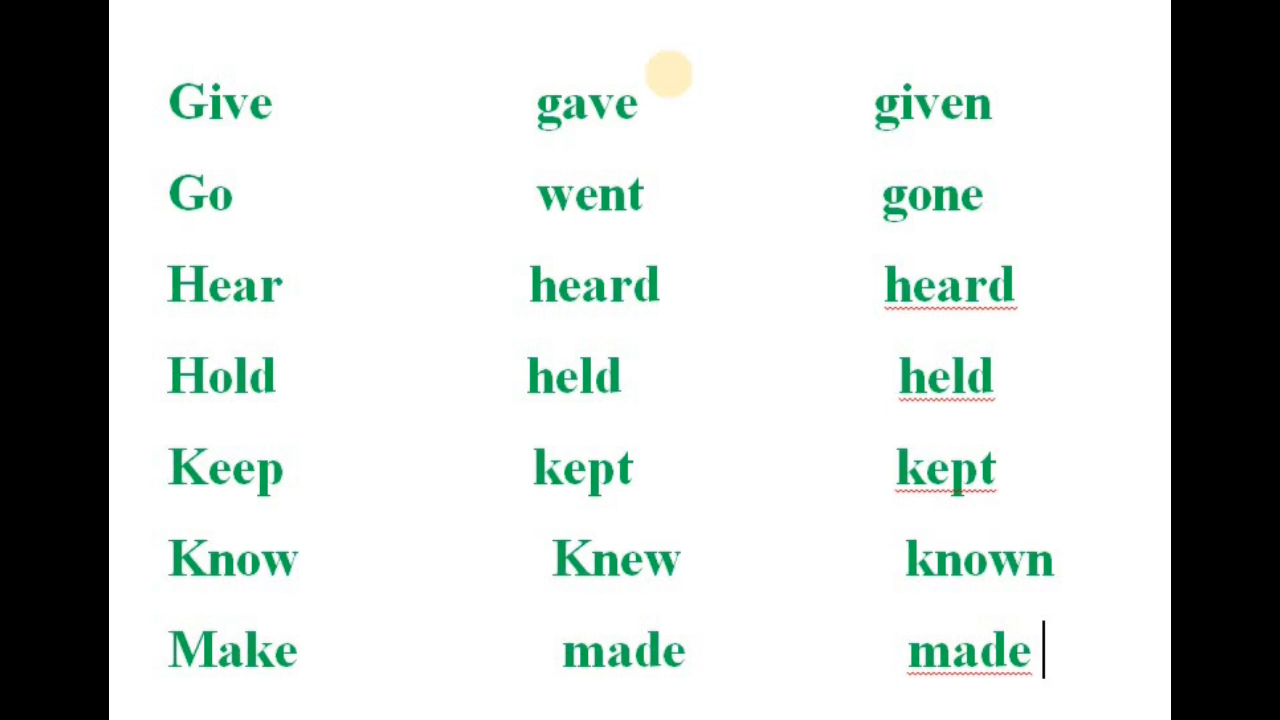 Give gave given
Go went gone
Hear heard heard
Hold held held
Keep kept kept
Know Knew known
Make made made